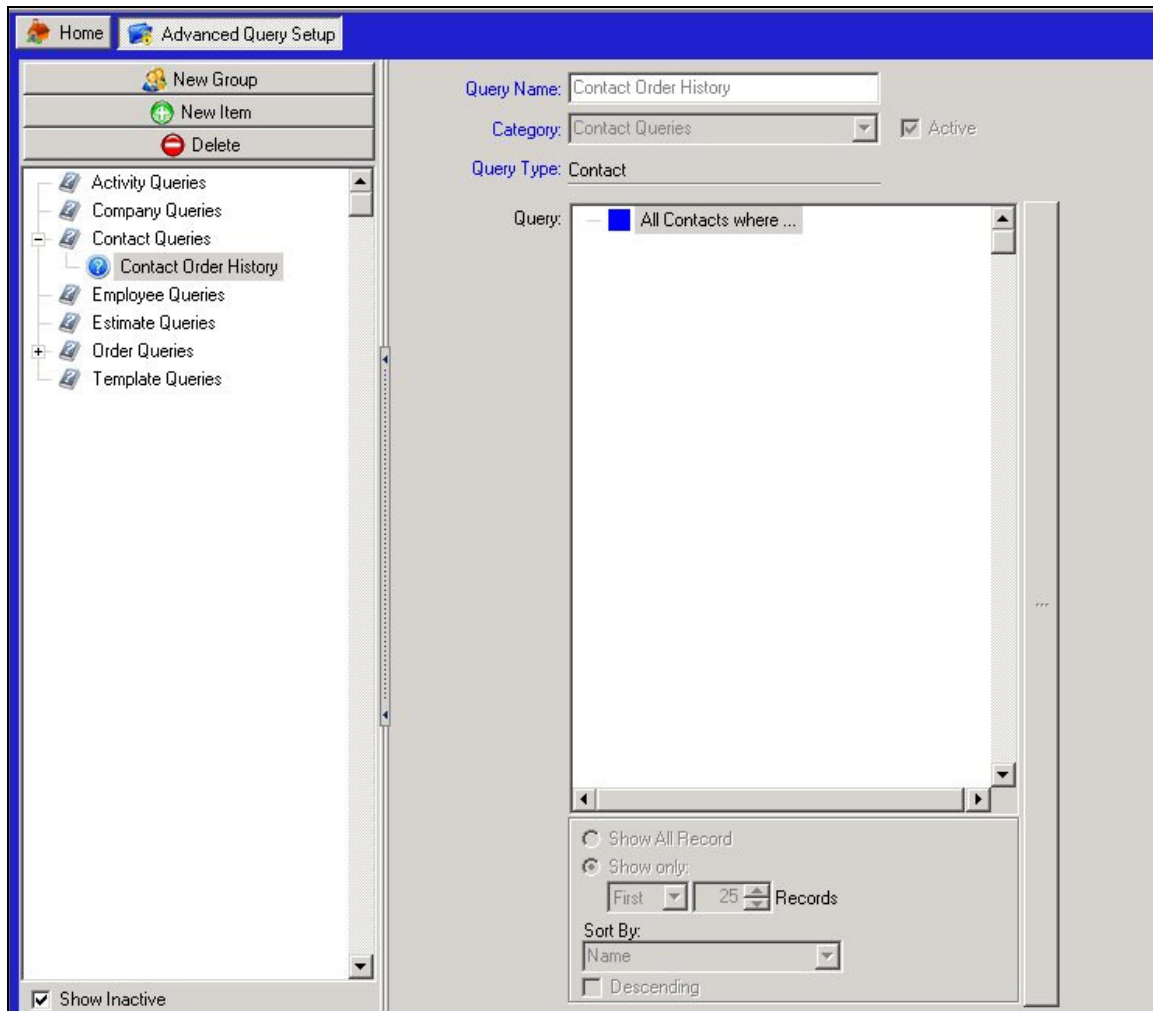 Home
Advanced Query Setup
New Group
New Item
Delete
Activity Queries
Company Queries
Contact Queries
Contact Order History
Employee Queries
Estimate Queries
Order Queries
Template Queries
Show Inactive
Query Name: Contact Order History
Category: Contact Queries Active
Query Type: Contact
Query: All Contacts where ...
...
Show All Record
Show only:
First 25 Records
Sort By:
Name
Descending